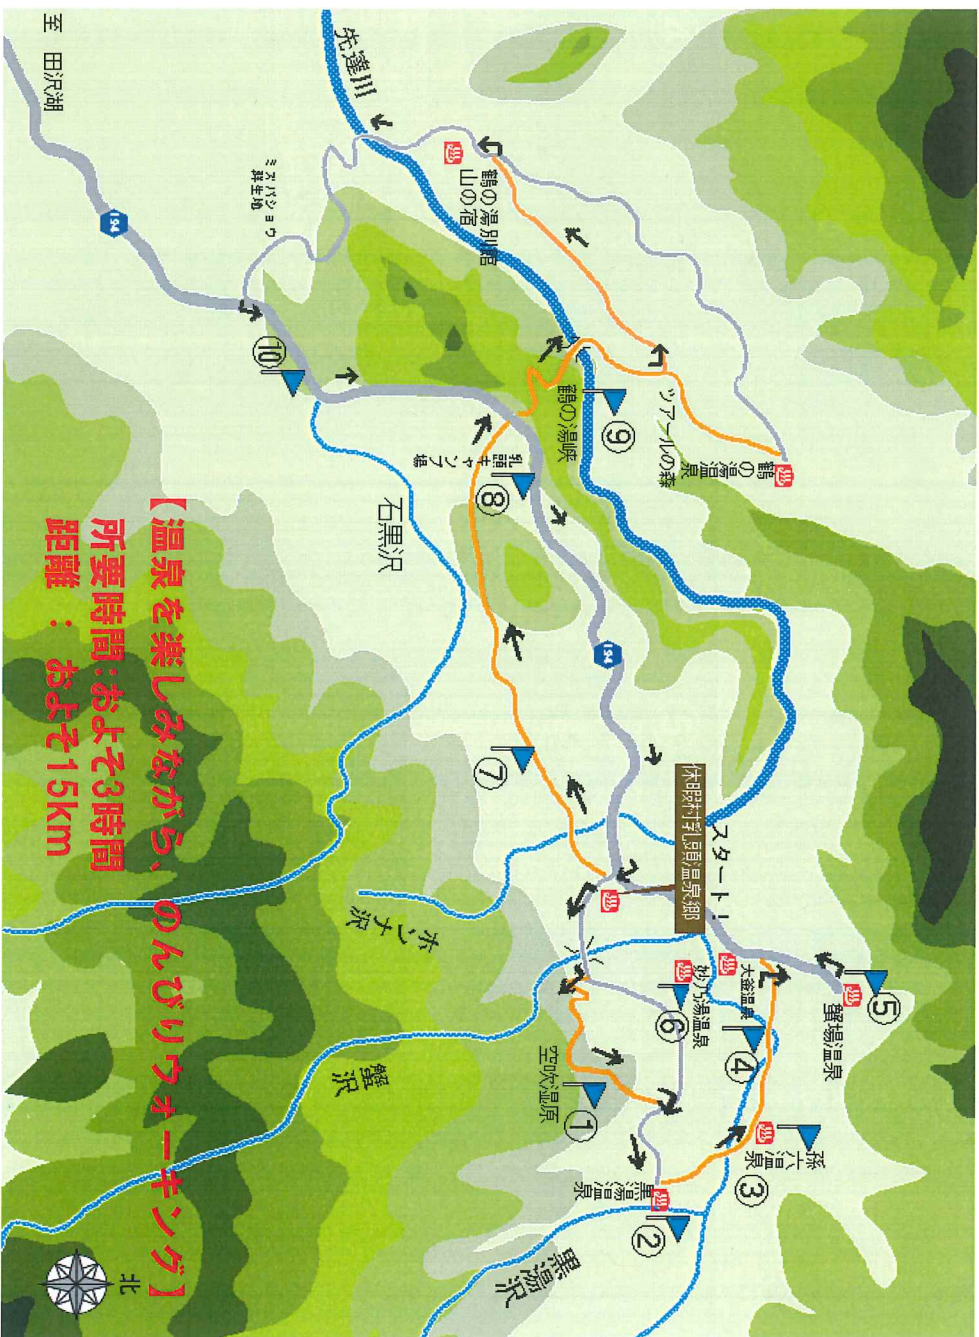 【温泉を楽しみながら、のんびりウォーキング】
所要時間:およそ3時間
距離 : およそ15km
北
スタート!
休暇村乳頭温泉郷
至 田沢湖
先達川
194
194
ミズバショウ
群生地
鶴の湯別館
山の宿
鶴の湯温泉
ツアールの森
鶴の湯峡
乳頭キャンプ場
石黒沢
ホンナ沢
蟹沢
黒湯沢
空吹湿原
黒湯温泉
孫六温泉
大釜温泉
蟹場温泉
妙乃湯温泉
①
②
③
④
⑤
⑥
⑦
⑧
⑨
⑩